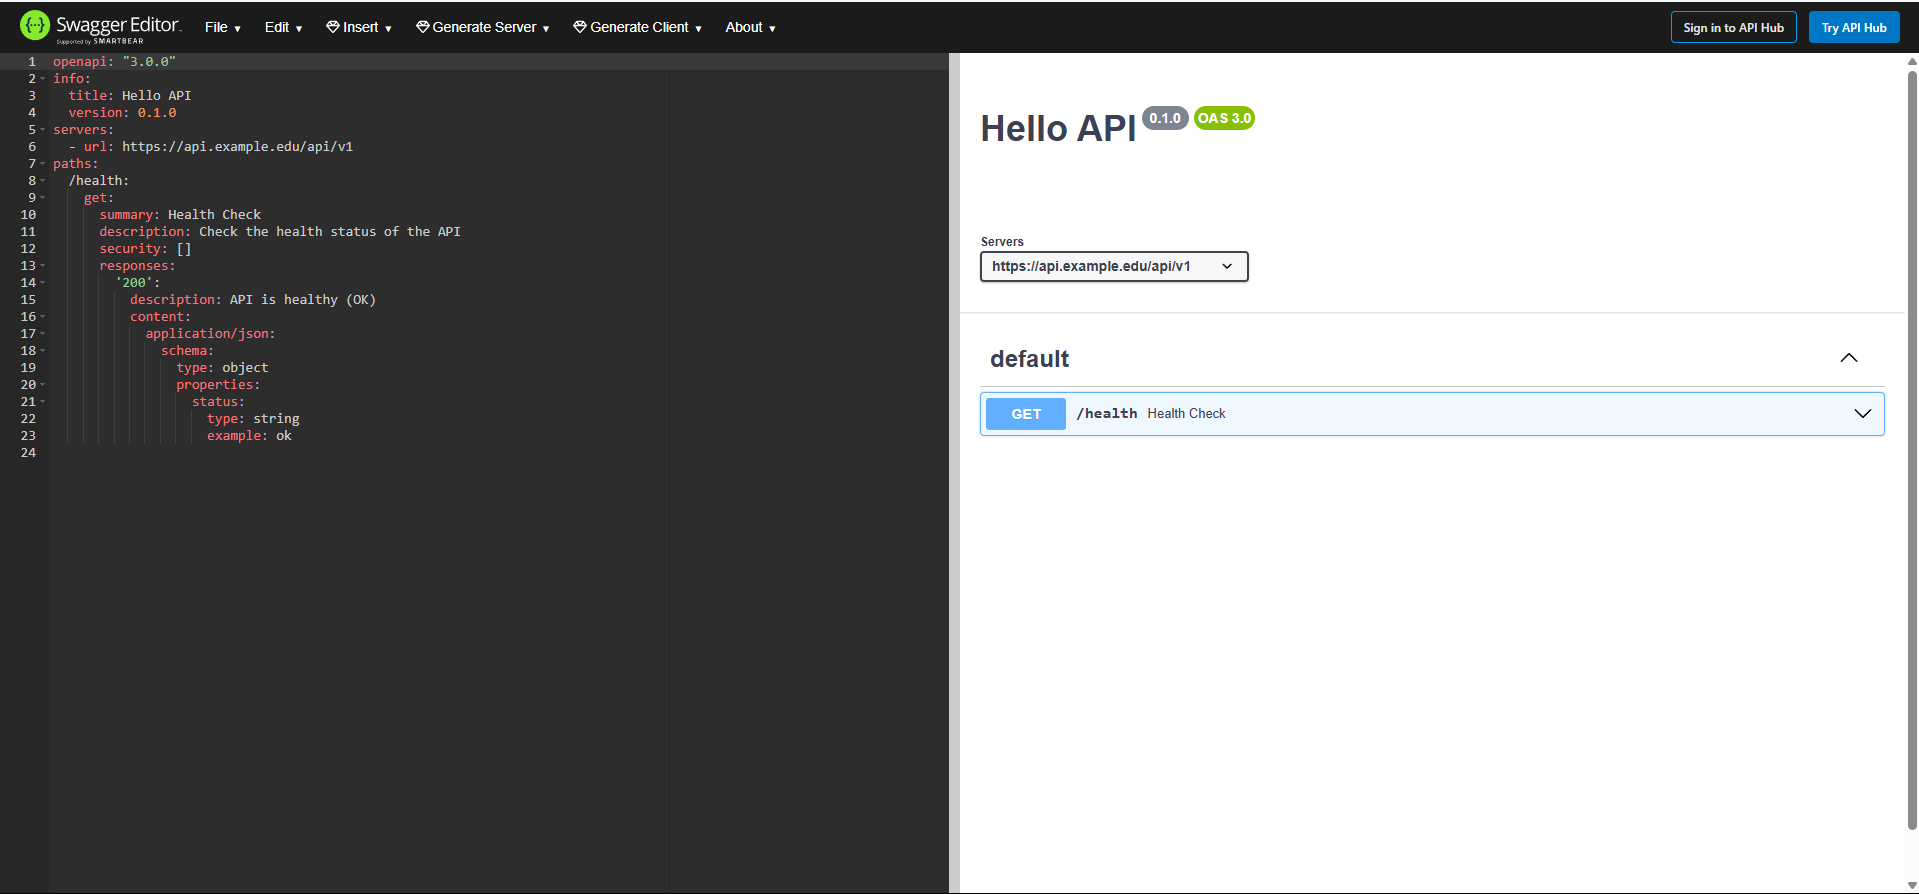 Swagger Editor
Supported by SMARTBEAR
File
Edit
Insert
Generate Server
Generate Client
About
Sign in to API Hub
Try API Hub
1 openapi: "3.0.0"
2 info:
3   title: Hello API
4   version: 0.1.0
5 servers:
6   - url: https://api.example.edu/api/v1
7 paths:
8   /health:
9     get:
10       summary: Health Check
11       description: Check the health status of the API
12       security: []
13       responses:
14         '200':
15           description: API is healthy (OK)
16           content:
17             application/json:
18               schema:
19                 type: object
20                 properties:
21                   status:
22                     type: string
23                     example: ok
24
Hello API 0.1.0 OAS 3.0
Servers
https://api.example.edu/api/v1
default
GET /health Health Check